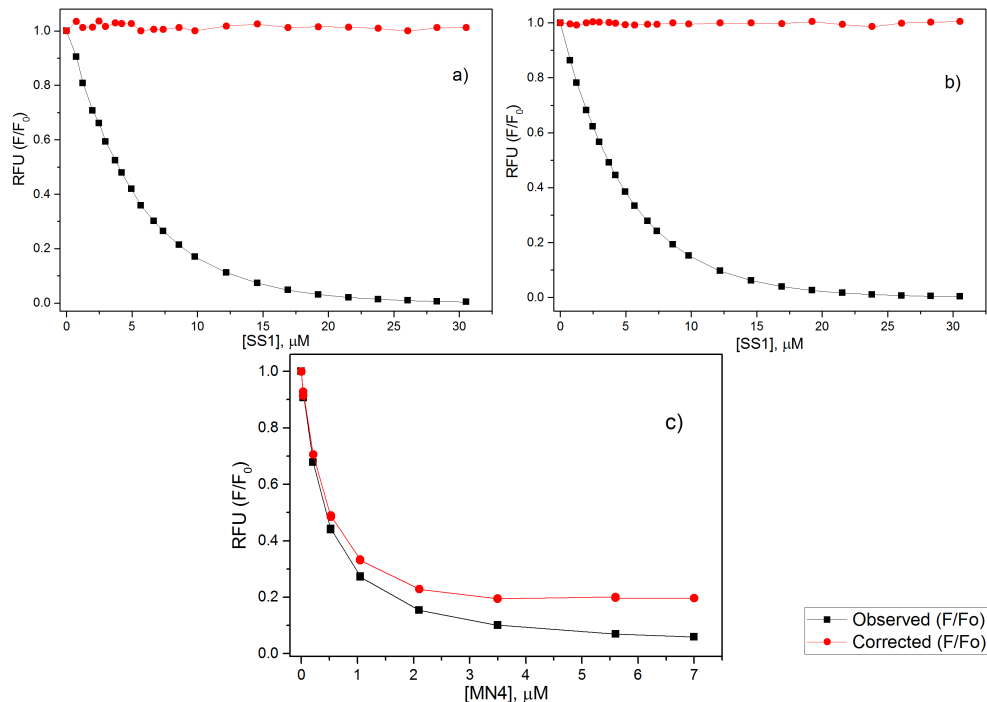 a)
RFU (F/F₀)
1.0
0.8
0.6
0.4
0.2
0.0
0 5 10 15 20 25 30
[SS1], μM
b)
RFU (F/F₀)
1.0
0.8
0.6
0.4
0.2
0.0
0 5 10 15 20 25 30
[SS1], μM
c)
RFU (F/F₀)
1.0
0.8
0.6
0.4
0.2
0.0
0 1 2 3 4 5 6 7
[MN4], μM
Observed (F/Fo)
Corrected (F/Fo)